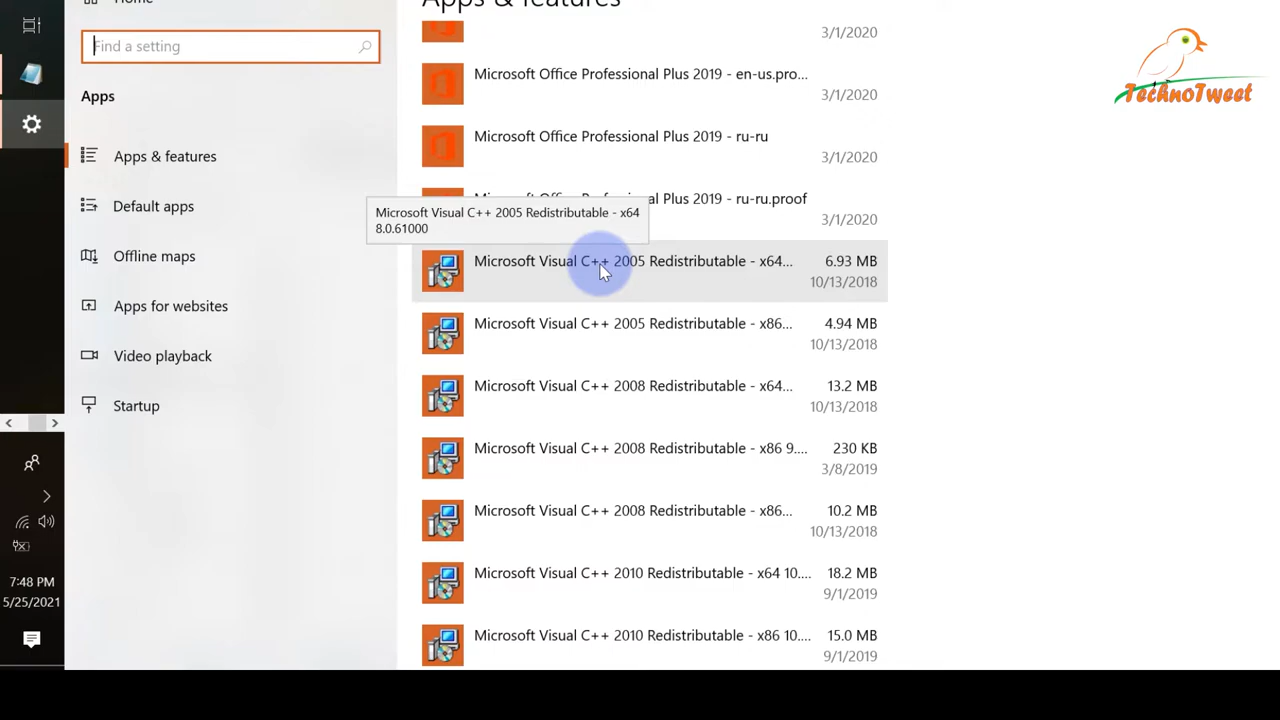 Home
Find a setting
Apps
Apps & features
Default apps
Offline maps
Apps for websites
Video playback
Startup
7:48 PM
5/25/2021
Apps & features
3/1/2020
Microsoft Office Professional Plus 2019 - en-us.pro...
3/1/2020
Microsoft Office Professional Plus 2019 - ru-ru
3/1/2020
Microsoft Office Professional Plus 2019 - ru-ru.proof
3/1/2020
Microsoft Visual C++ 2005 Redistributable - x64
8.0.61000
Microsoft Visual C++ 2005 Redistributable - x64... 6.93 MB
10/13/2018
Microsoft Visual C++ 2005 Redistributable - x86... 4.94 MB
10/13/2018
Microsoft Visual C++ 2008 Redistributable - x64... 13.2 MB
10/13/2018
Microsoft Visual C++ 2008 Redistributable - x86 9.... 230 KB
3/8/2019
Microsoft Visual C++ 2008 Redistributable - x86... 10.2 MB
10/13/2018
Microsoft Visual C++ 2010 Redistributable - x64 10.... 18.2 MB
9/1/2019
Microsoft Visual C++ 2010 Redistributable - x86 10.... 15.0 MB
9/1/2019
TechnoTweet